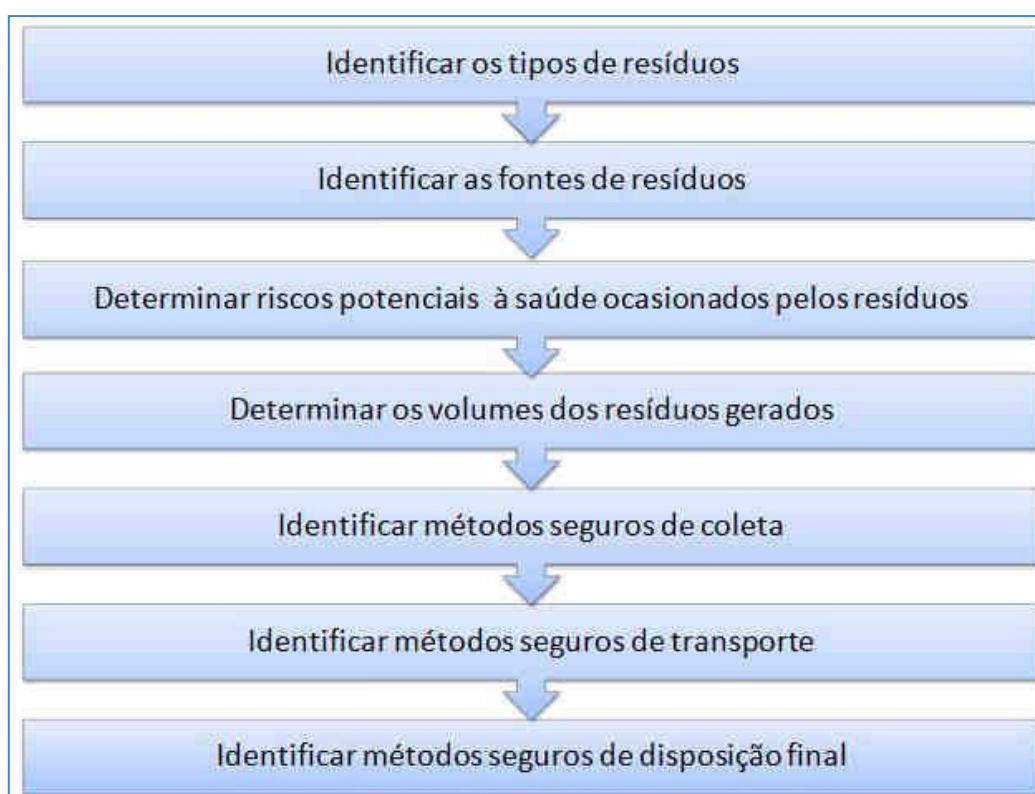 Identificar os tipos de resíduos
Identificar as fontes de resíduos
Determinar riscos potenciais à saúde ocasionados pelos resíduos
Determinar os volumes dos resíduos gerados
Identificar métodos seguros de coleta
Identificar métodos seguros de transporte
Identificar métodos seguros de disposição final